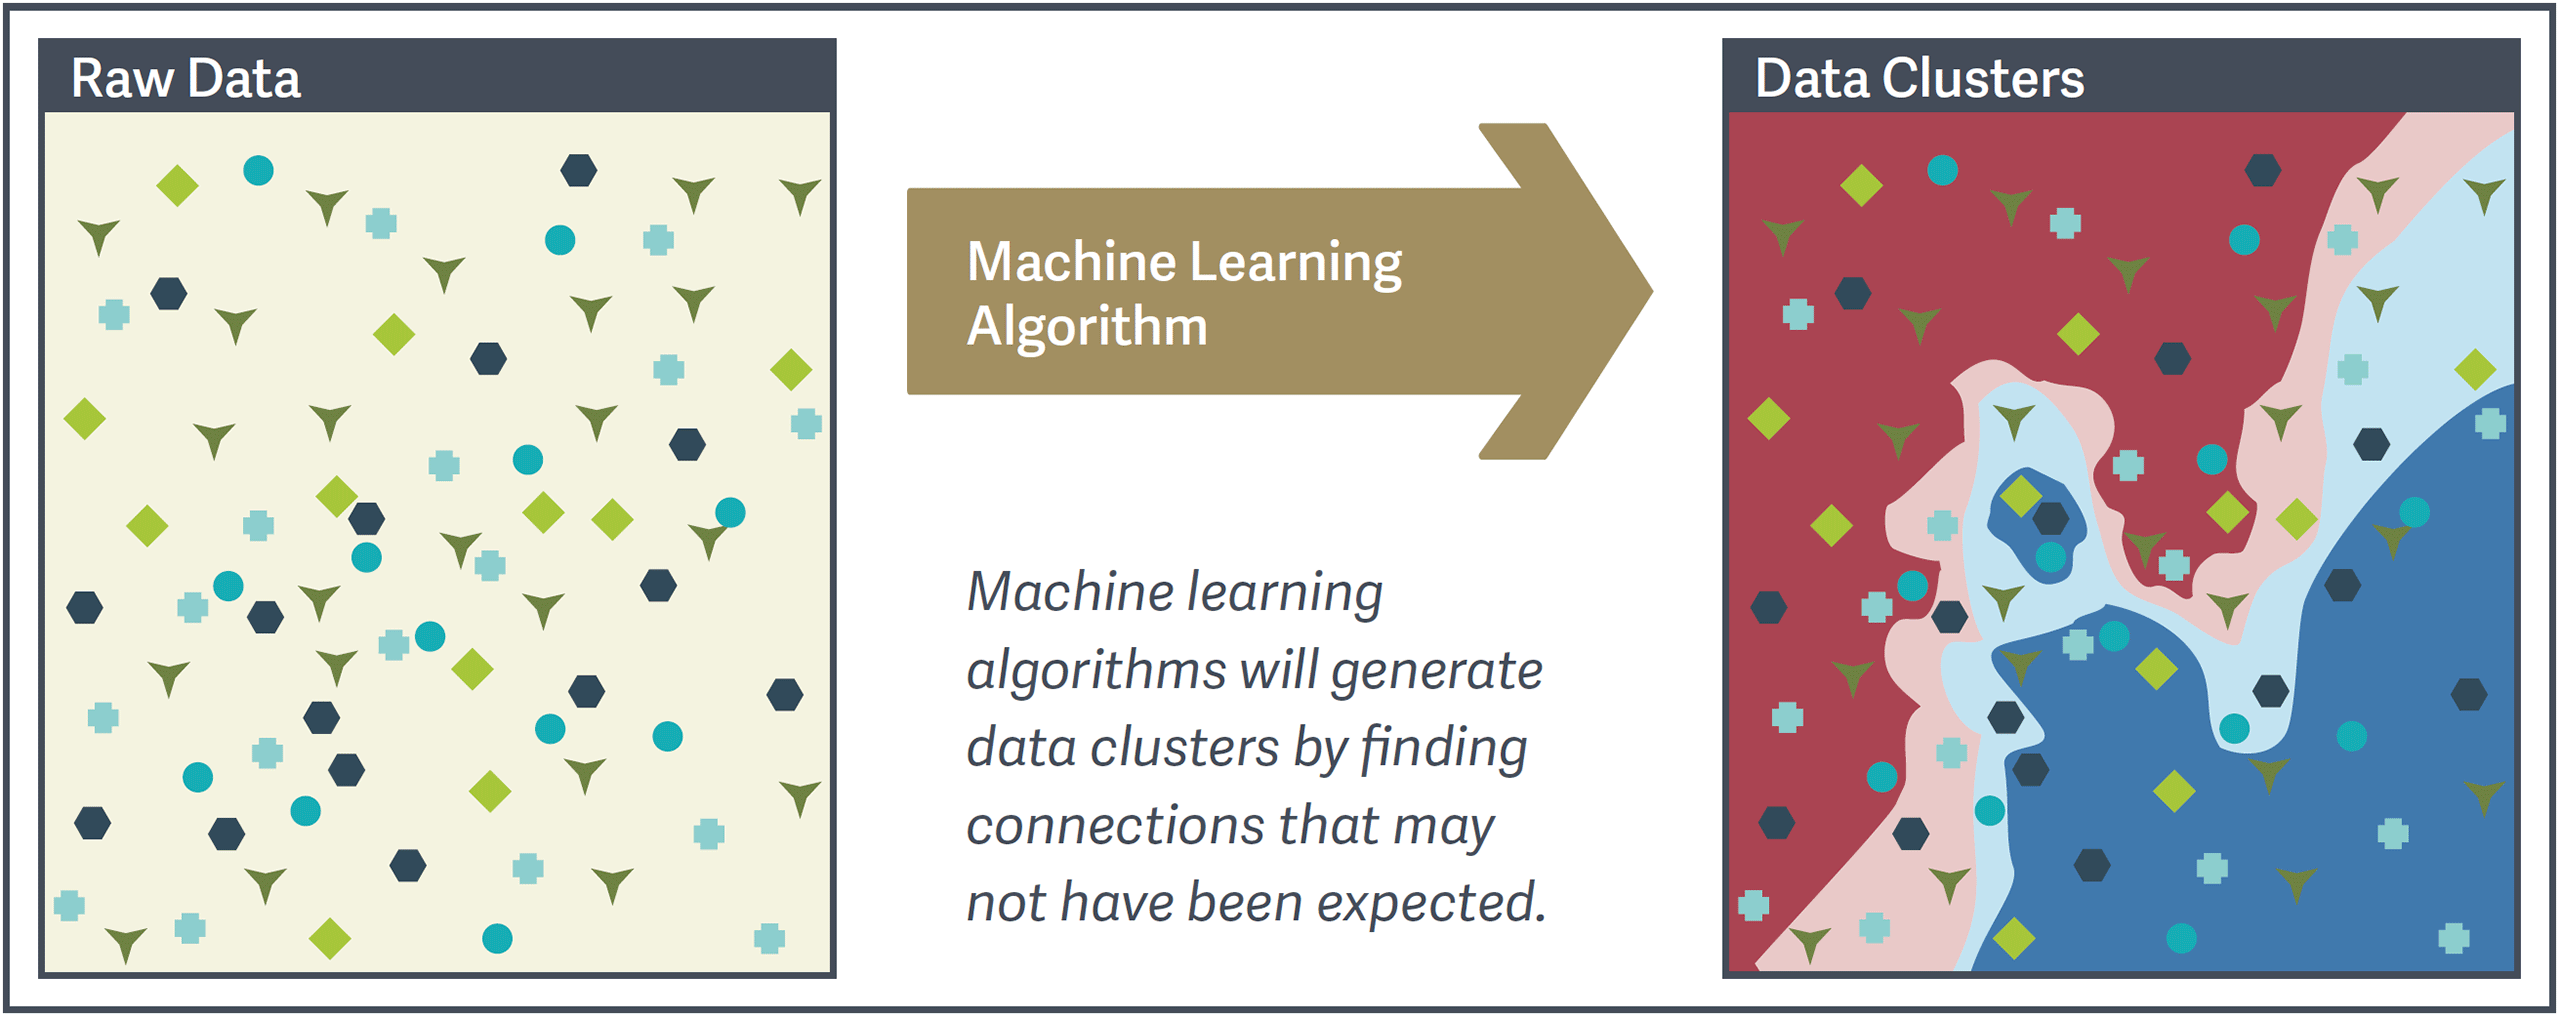 Raw Data
Machine Learning
Algorithm
Machine learning
algorithms will generate
data clusters by finding
connections that may
not have been expected.
Data Clusters